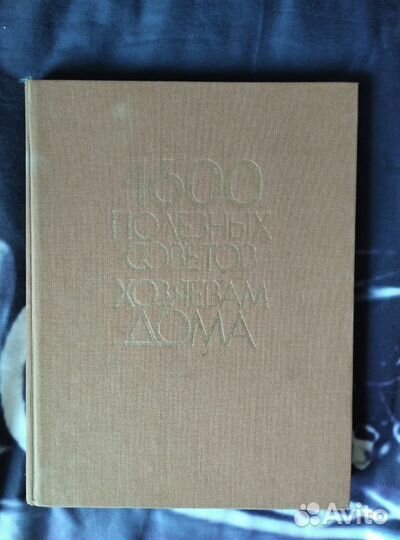 1500
ПОЛЕЗНЫХ
СОВЕТОВ
ХОЗЯЕВАМ
ДОМА
Avito